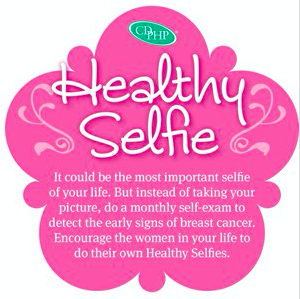 CDPHP
Healthy
Selfie
It could be the most important selfie
of your life. But instead of taking your
picture, do a monthly self-exam to
detect the early signs of breast cancer.
Encourage the women in your life to
do their own Healthy Selfies.